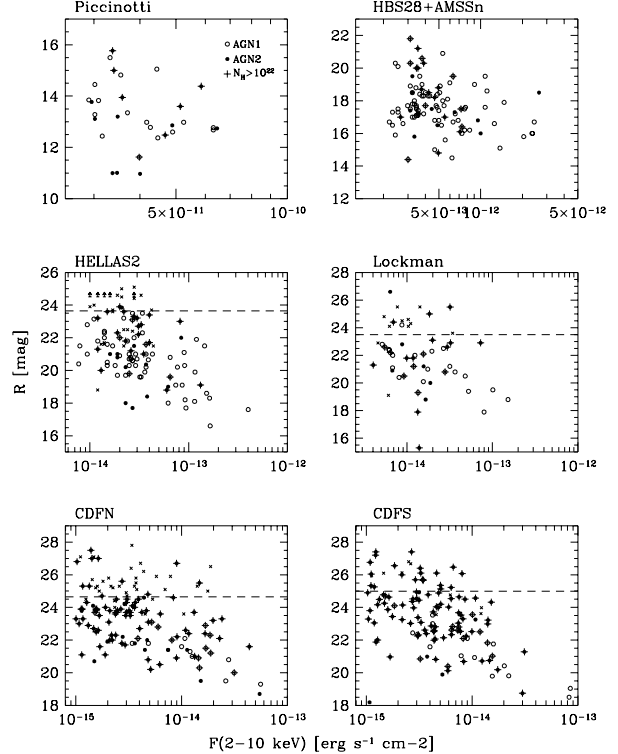 Piccinotti
HBS28+AMSSn
16
14
12
10
AGN1
AGN2
+ N_H>10²²
5×10⁻¹¹ 10⁻¹⁰
22
20
18
16
14
12
5×10⁻¹³ 10⁻¹² 5×10⁻¹²
HELLAS2
Lockman
26
24
22
20
18
16
10⁻¹⁴ 10⁻¹³ 10⁻¹²
28
26
24
22
20
18
16
10⁻¹⁴ 10⁻¹³ 10⁻¹²
R [mag]
CDFN
CDFS
28
26
24
22
20
18
10⁻¹⁵ 10⁻¹⁴ 10⁻¹³
28
26
24
22
20
18
10⁻¹⁵ 10⁻¹⁴ 10⁻¹³
F(2−10 keV) [erg s⁻¹ cm−2]